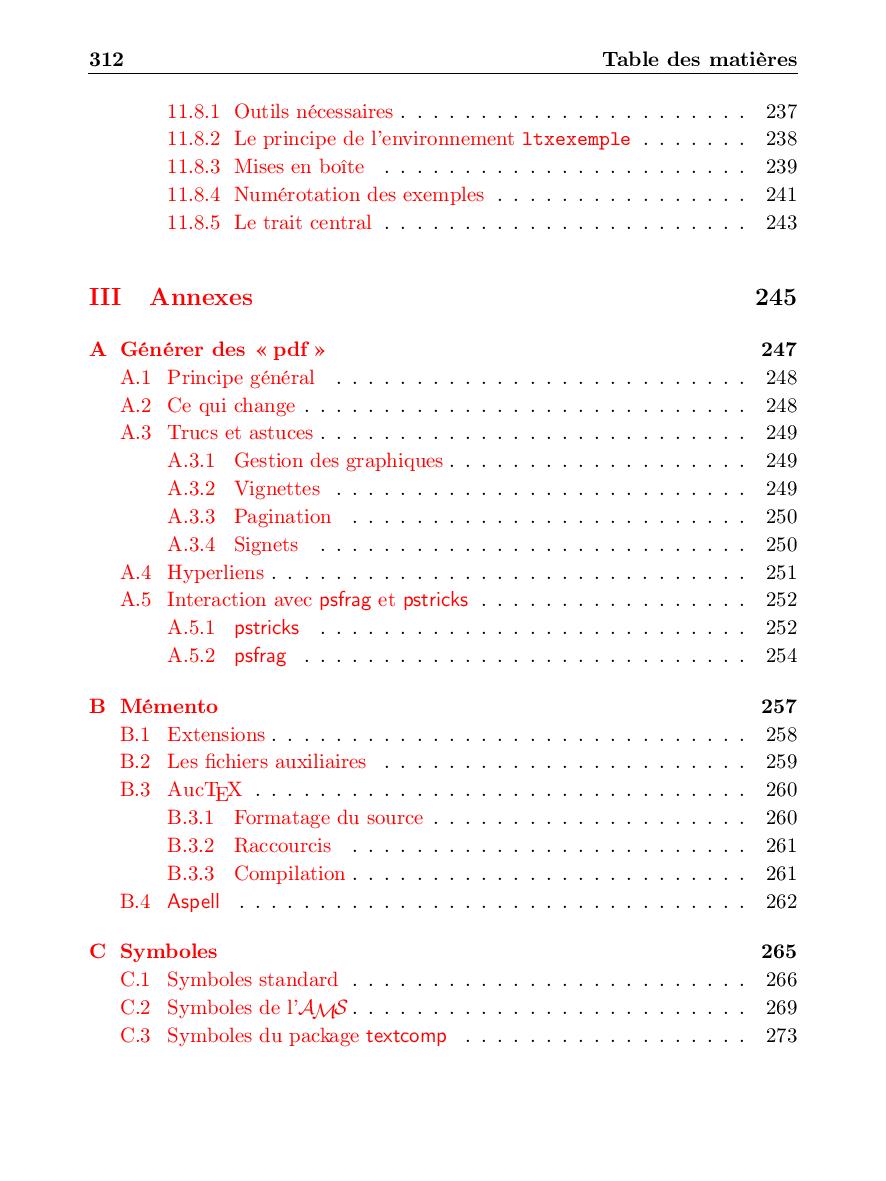 312 Table des matières
11.8.1 Outils nécessaires . . . . . . . . . . . . . . . . . . . . . . 237
11.8.2 Le principe de l'environnement ltxexemple . . . . . . . 238
11.8.3 Mises en boîte . . . . . . . . . . . . . . . . . . . . . . . 239
11.8.4 Numérotation des exemples . . . . . . . . . . . . . . . . 241
11.8.5 Le trait central . . . . . . . . . . . . . . . . . . . . . . . 243
III Annexes 245
A Générer des « pdf » 247
A.1 Principe général . . . . . . . . . . . . . . . . . . . . . . . . . . 248
A.2 Ce qui change . . . . . . . . . . . . . . . . . . . . . . . . . . . . 248
A.3 Trucs et astuces . . . . . . . . . . . . . . . . . . . . . . . . . . . 249
A.3.1 Gestion des graphiques . . . . . . . . . . . . . . . . . . . 249
A.3.2 Vignettes . . . . . . . . . . . . . . . . . . . . . . . . . . 249
A.3.3 Pagination . . . . . . . . . . . . . . . . . . . . . . . . . 250
A.3.4 Signets . . . . . . . . . . . . . . . . . . . . . . . . . . . 250
A.4 Hyperliens . . . . . . . . . . . . . . . . . . . . . . . . . . . . . . 251
A.5 Interaction avec psfrag et pstricks . . . . . . . . . . . . . . . . . 252
A.5.1 pstricks . . . . . . . . . . . . . . . . . . . . . . . . . . . 252
A.5.2 psfrag . . . . . . . . . . . . . . . . . . . . . . . . . . . . 254
B Mémento 257
B.1 Extensions . . . . . . . . . . . . . . . . . . . . . . . . . . . . . . 258
B.2 Les fichiers auxiliaires . . . . . . . . . . . . . . . . . . . . . . . 259
B.3 AucTEX . . . . . . . . . . . . . . . . . . . . . . . . . . . . . . . 260
B.3.1 Formatage du source . . . . . . . . . . . . . . . . . . . . 260
B.3.2 Raccourcis . . . . . . . . . . . . . . . . . . . . . . . . . 261
B.3.3 Compilation . . . . . . . . . . . . . . . . . . . . . . . . . 261
B.4 Aspell . . . . . . . . . . . . . . . . . . . . . . . . . . . . . . . . 262
C Symboles 265
C.1 Symboles standard . . . . . . . . . . . . . . . . . . . . . . . . . 266
C.2 Symboles de l'AMS . . . . . . . . . . . . . . . . . . . . . . . . . 269
C.3 Symboles du package textcomp . . . . . . . . . . . . . . . . . . 273